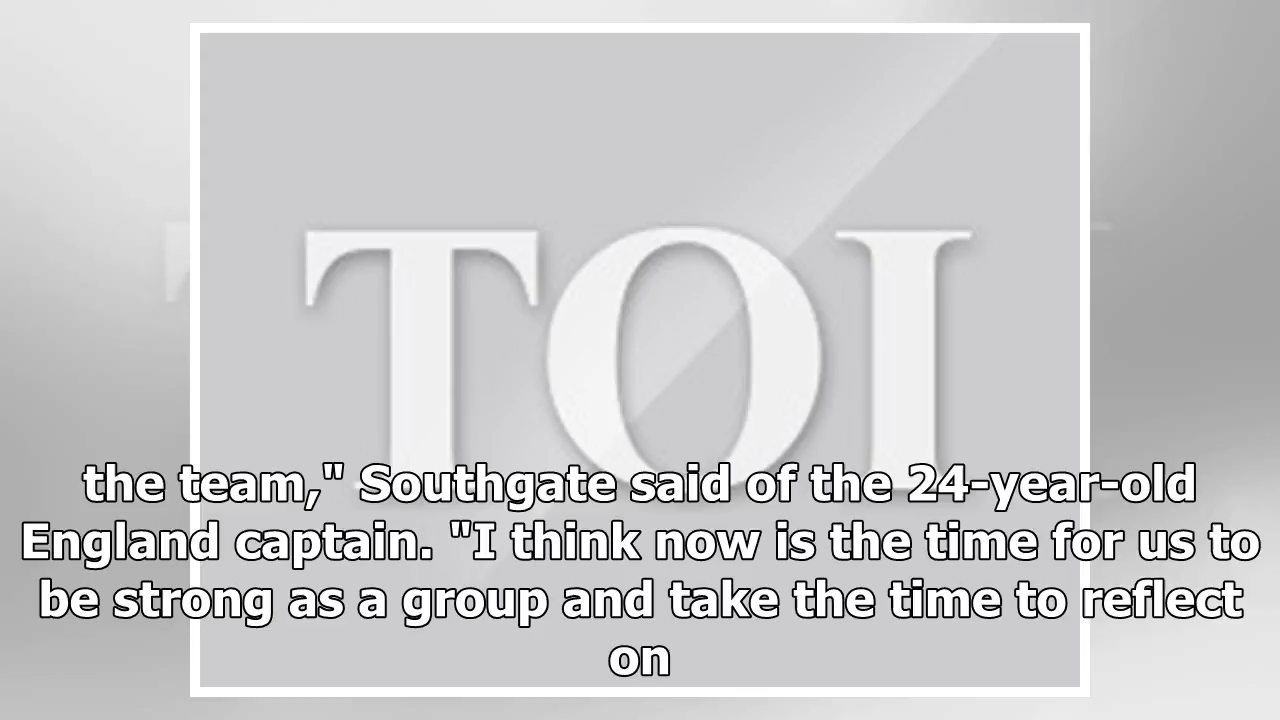 TOI
the team," Southgate said of the 24-year-old
England captain. "I think now is the time for us to
be strong as a group and take the time to reflect
on